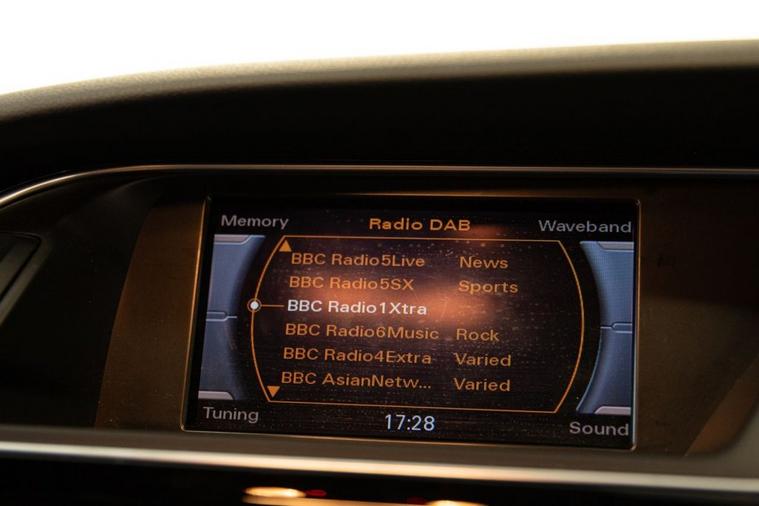 Memory Radio DAB Waveband
BBC Radio5Live News
BBC Radio5SX Sports
BBC Radio1Xtra
BBC Radio6Music Rock
BBC Radio4Extra Varied
BBC AsianNetw... Varied
Tuning 17:28 Sound